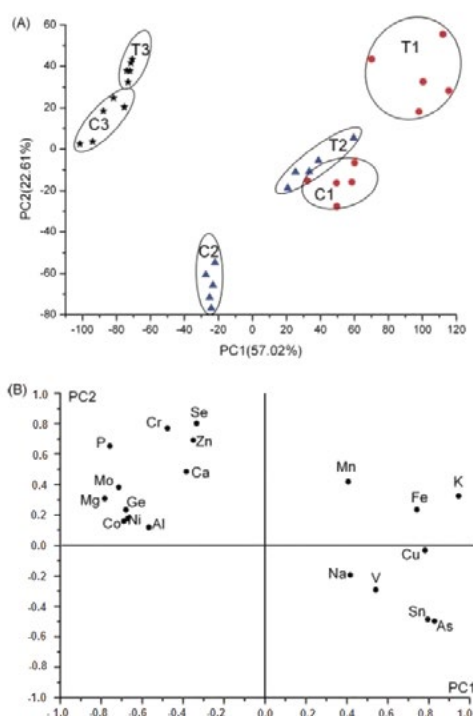 (A)
60
40
20
0
-20
-40
-60
-80
PC2(22.61%)
T3
C3
T1
T2
C1
C2
-100 -80 -60 -40 -20 0 20 40 60 80 100 120
PC1(57.02%)
(B)
1.0 PC2
0.8
0.6
0.4
0.2
0.0
-0.2
-0.4
-0.6
-0.8
-1.0
Se
Cr
Zn
P
Ca
Mo
Mg
Ge
Co
Ni
Al
Mn
K
Fe
Cu
Na
V
Sn
As
PC1
-1.0 -0.8 -0.6 -0.4 -0.2 0.0 0.2 0.4 0.6 0.8 1.0